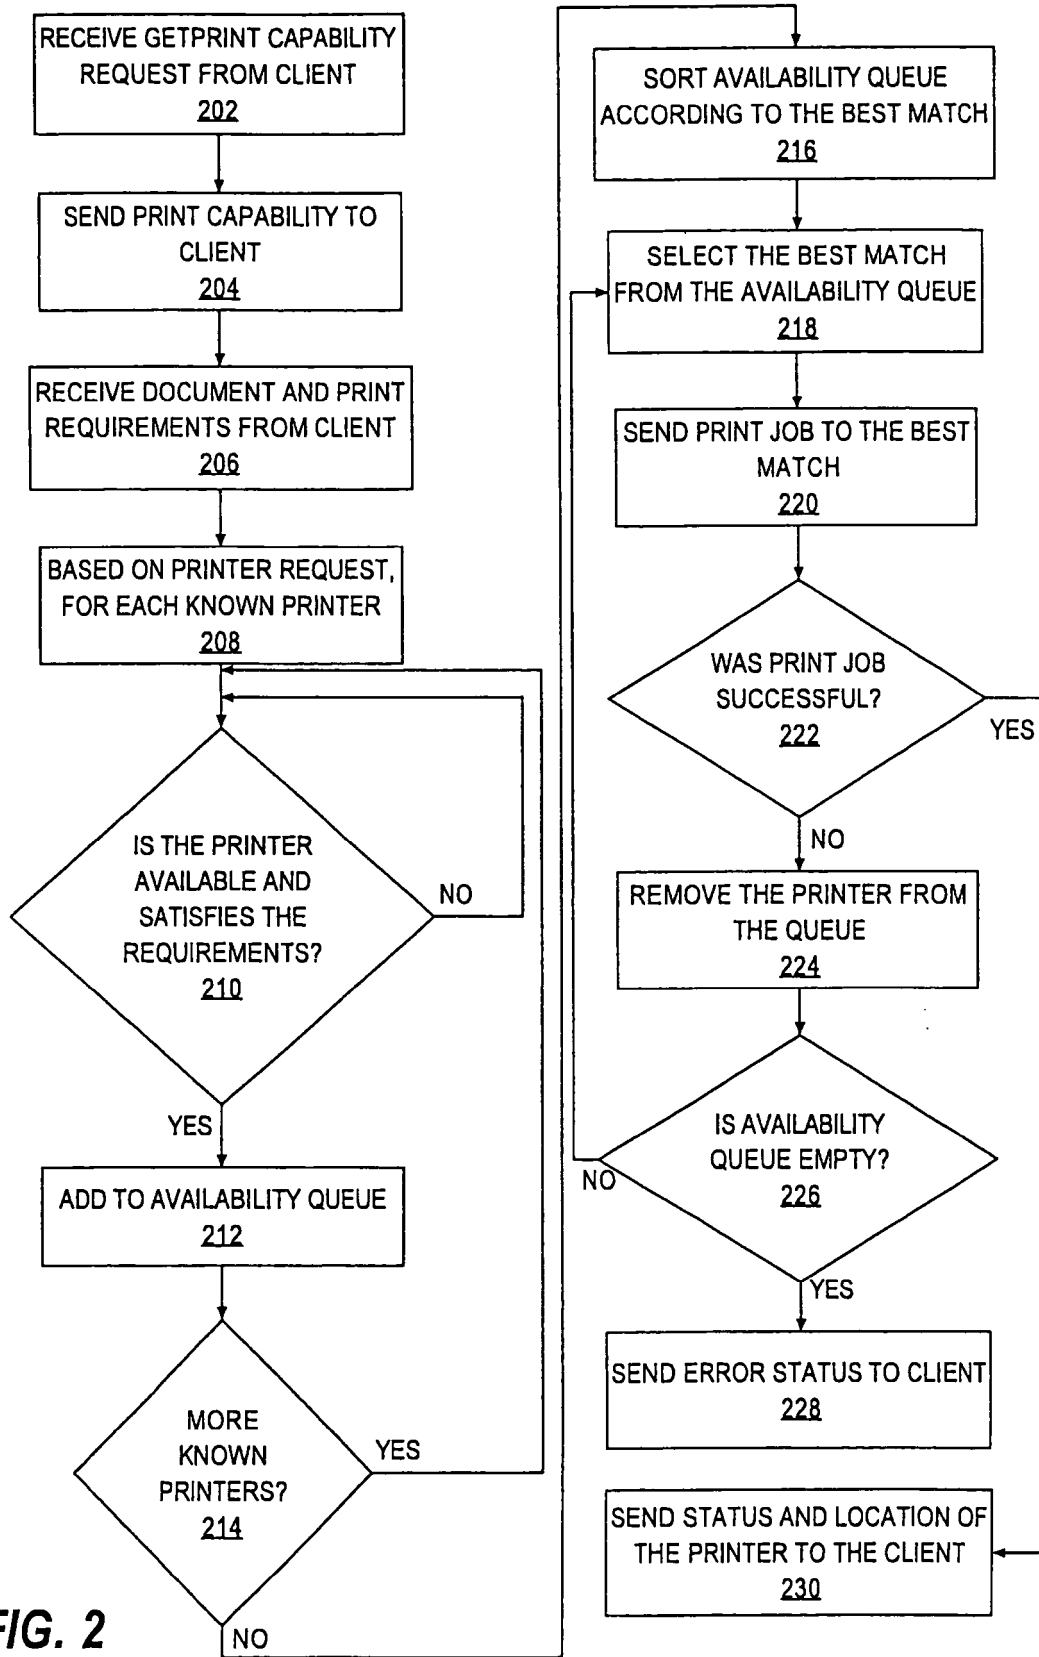 RECEIVE GETPRINT CAPABILITY
REQUEST FROM CLIENT
202
SEND PRINT CAPABILITY TO
CLIENT
204
RECEIVE DOCUMENT AND PRINT
REQUIREMENTS FROM CLIENT
206
BASED ON PRINTER REQUEST,
FOR EACH KNOWN PRINTER
208
IS THE PRINTER
AVAILABLE AND
SATISFIES THE
REQUIREMENTS?
210
NO
YES
ADD TO AVAILABILITY QUEUE
212
MORE
KNOWN
PRINTERS?
214
YES
NO
SORT AVAILABILITY QUEUE
ACCORDING TO THE BEST MATCH
216
SELECT THE BEST MATCH
FROM THE AVAILABILITY QUEUE
218
SEND PRINT JOB TO THE BEST
MATCH
220
WAS PRINT JOB
SUCCESSFUL?
222
YES
NO
REMOVE THE PRINTER FROM
THE QUEUE
224
IS AVAILABILITY
QUEUE EMPTY?
226
NO
YES
SEND ERROR STATUS TO CLIENT
228
SEND STATUS AND LOCATION OF
THE PRINTER TO THE CLIENT
230
FIG. 2